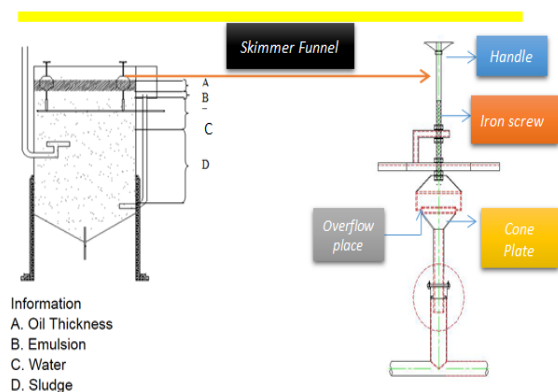 Skimmer Funnel
Handle
A
B
C
D
Iron screw
Overflow
place
Cone
Plate
Information
A. Oil Thickness
B. Emulsion
C. Water
D. Sludge